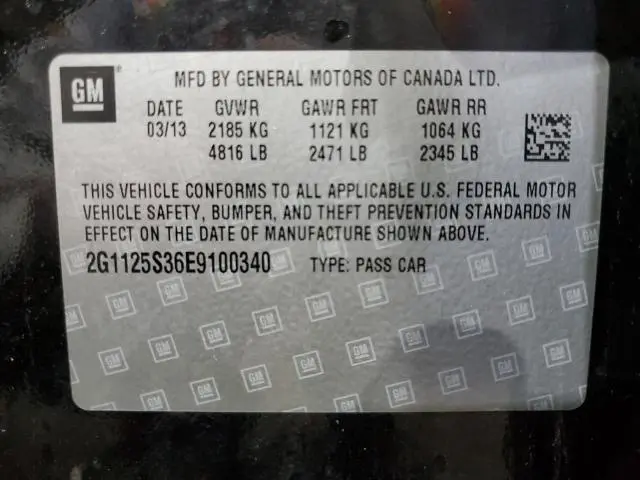 GM
MFD BY GENERAL MOTORS OF CANADA LTD.
DATE GVWR GAWR FRT GAWR RR
03/13 2185 KG 1121 KG 1064 KG
4816 LB 2471 LB 2345 LB
THIS VEHICLE CONFORMS TO ALL APPLICABLE U.S. FEDERAL MOTOR
VEHICLE SAFETY, BUMPER, AND THEFT PREVENTION STANDARDS IN
EFFECT ON THE DATE OF MANUFACTURE SHOWN ABOVE.
2G1125S36E9100340 TYPE: PASS CAR